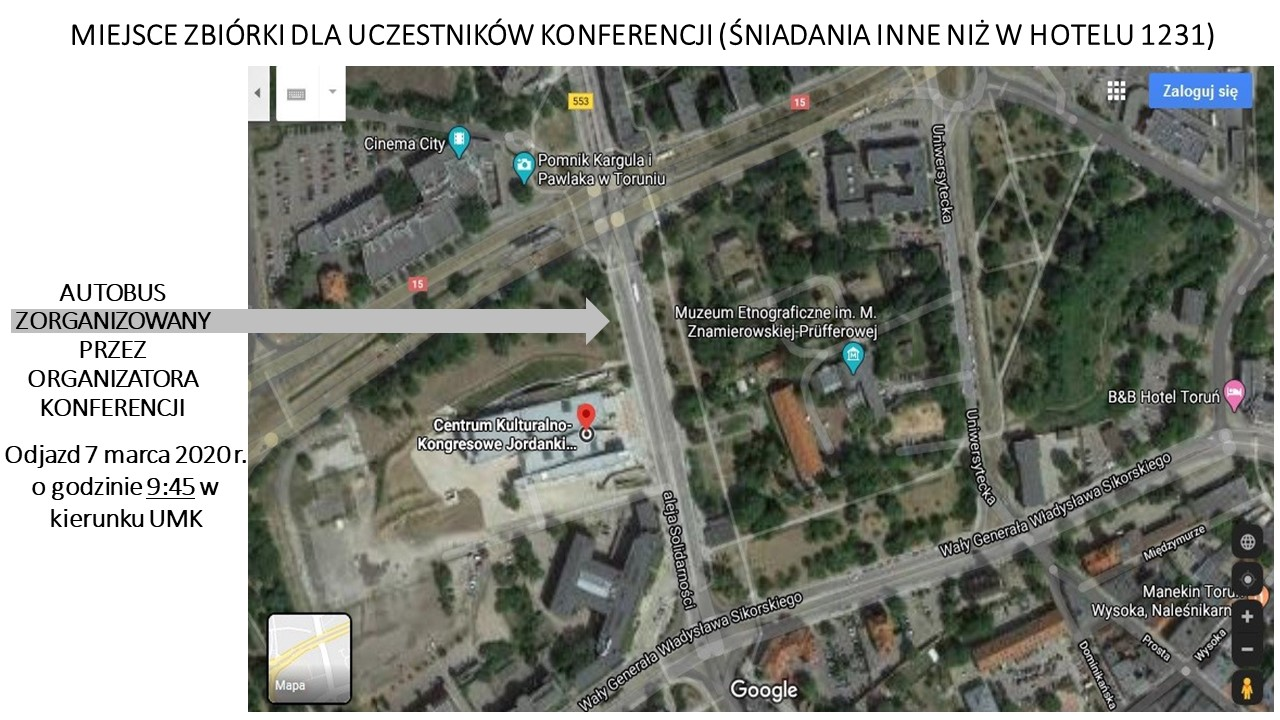 MIEJSCE ZBIÓRKI DLA UCZESTNIKÓW KONFERENCJI (ŚNIADANIA INNE NIŻ W HOTELU 1231)
553
15
Zaloguj się
Cinema City
Pomnik Kargula i
Pawlaka w Toruniu
Uniwersytecka
15
AUTOBUS
ZORGANIZOWANY
PRZEZ
ORGANIZATORA
KONFERENCJI
Odjazd 7 marca 2020 r.
o godzinie 9:45 w
kierunku UMK
Muzeum Etnograficzne im. M.
Znamierowskiej-Prüfferowej
B&B Hotel Toruń
Centrum Kulturalno-
Kongresowe Jordanki...
Uniwersytecka
aleja Solidarności
Wały Generała Władysława Sikorskiego
Międzymurze
Manekin Toru
Wysoka, Naleśnikarn
Wały Generała Władysława Sikorskiego
Prosta
Wysoka
Dominikańska
Mapa
Google